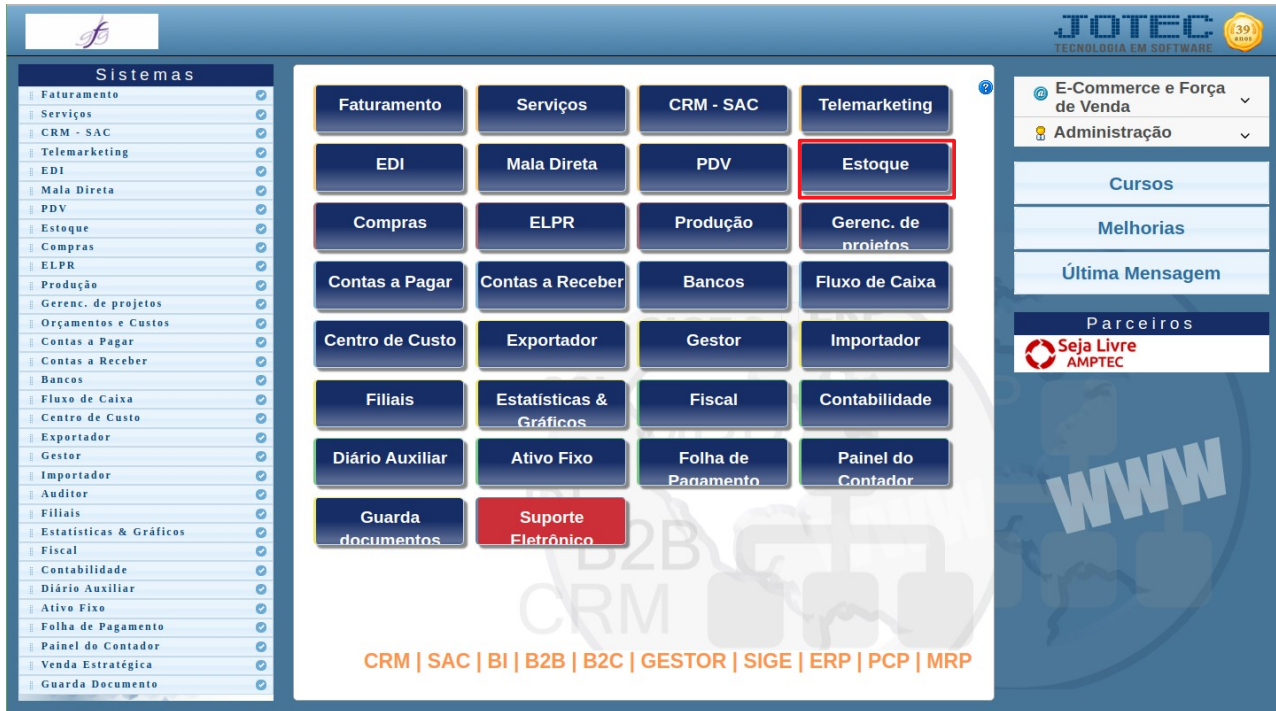 JOTEC
TECNOLOGIA EM SOFTWARE
39
ANOS
Sistemas
Faturamento
Serviços
CRM - SAC
Telemarketing
EDI
Mala Direta
PDV
Estoque
Compras
ELPR
Produção
Gerenc. de projetos
Orçamentos e Custos
Contas a Pagar
Contas a Receber
Bancos
Fluxo de Caixa
Centro de Custo
Exportador
Gestor
Importador
Auditor
Filiais
Estatísticas & Gráficos
Fiscal
Contabilidade
Diário Auxiliar
Ativo Fixo
Folha de Pagamento
Painel do Contador
Venda Estratégica
Guarda Documento
Faturamento
Serviços
CRM - SAC
Telemarketing
EDI
Mala Direta
PDV
Estoque
Compras
ELPR
Produção
Gerenc. de
projetos
Contas a Pagar
Contas a Receber
Bancos
Fluxo de Caixa
Centro de Custo
Exportador
Gestor
Importador
Filiais
Estatísticas &
Gráficos
Fiscal
Contabilidade
Diário Auxiliar
Ativo Fixo
Folha de
Pagamento
Painel do
Contador
Guarda
documentos
Suporte
Eletrônico
B2B
CRM
CRM | SAC | BI | B2B | B2C | GESTOR | SIGE | ERP | PCP | MRP
E-Commerce e Força
de Venda
Administração
Cursos
Melhorias
Última Mensagem
Parceiros
Seja Livre
AMPTEC
WWW